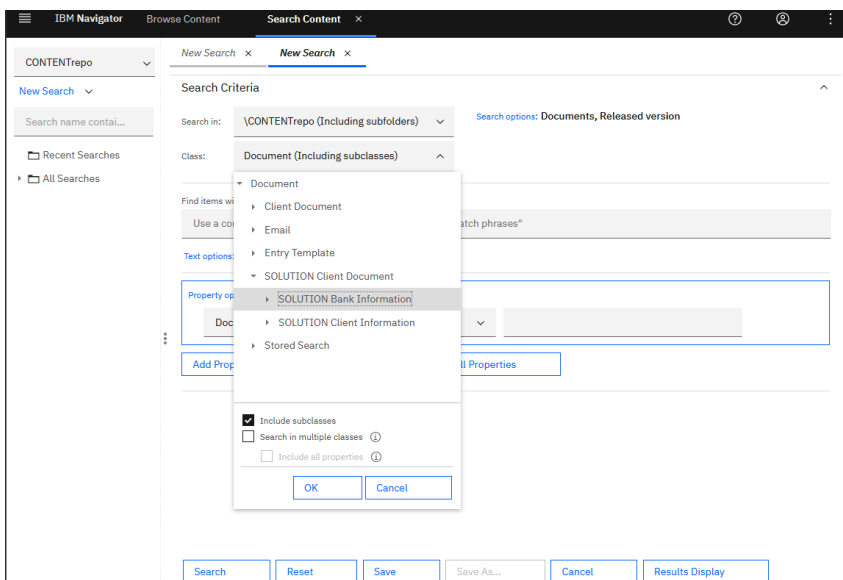 IBM Navigator Browse Content Search Content ×
CONTENTrepo
New Search
Search name contai...
Recent Searches
All Searches
New Search × New Search ×
Search Criteria
Search in: \CONTENTrepo (Including subfolders) Search options: Documents, Released version
Class: Document (Including subclasses)
Document
Client Document
Email
Entry Template
SOLUTION Client Document
SOLUTION Bank Information
SOLUTION Client Information
Stored Search
Include subclasses
Search in multiple classes
Include all properties
OK Cancel
Find items wi
Use a co atch phrases"
Text options:
Property op
Doc
Add Prop ll Properties
Search Reset Save Save As... Cancel Results Display